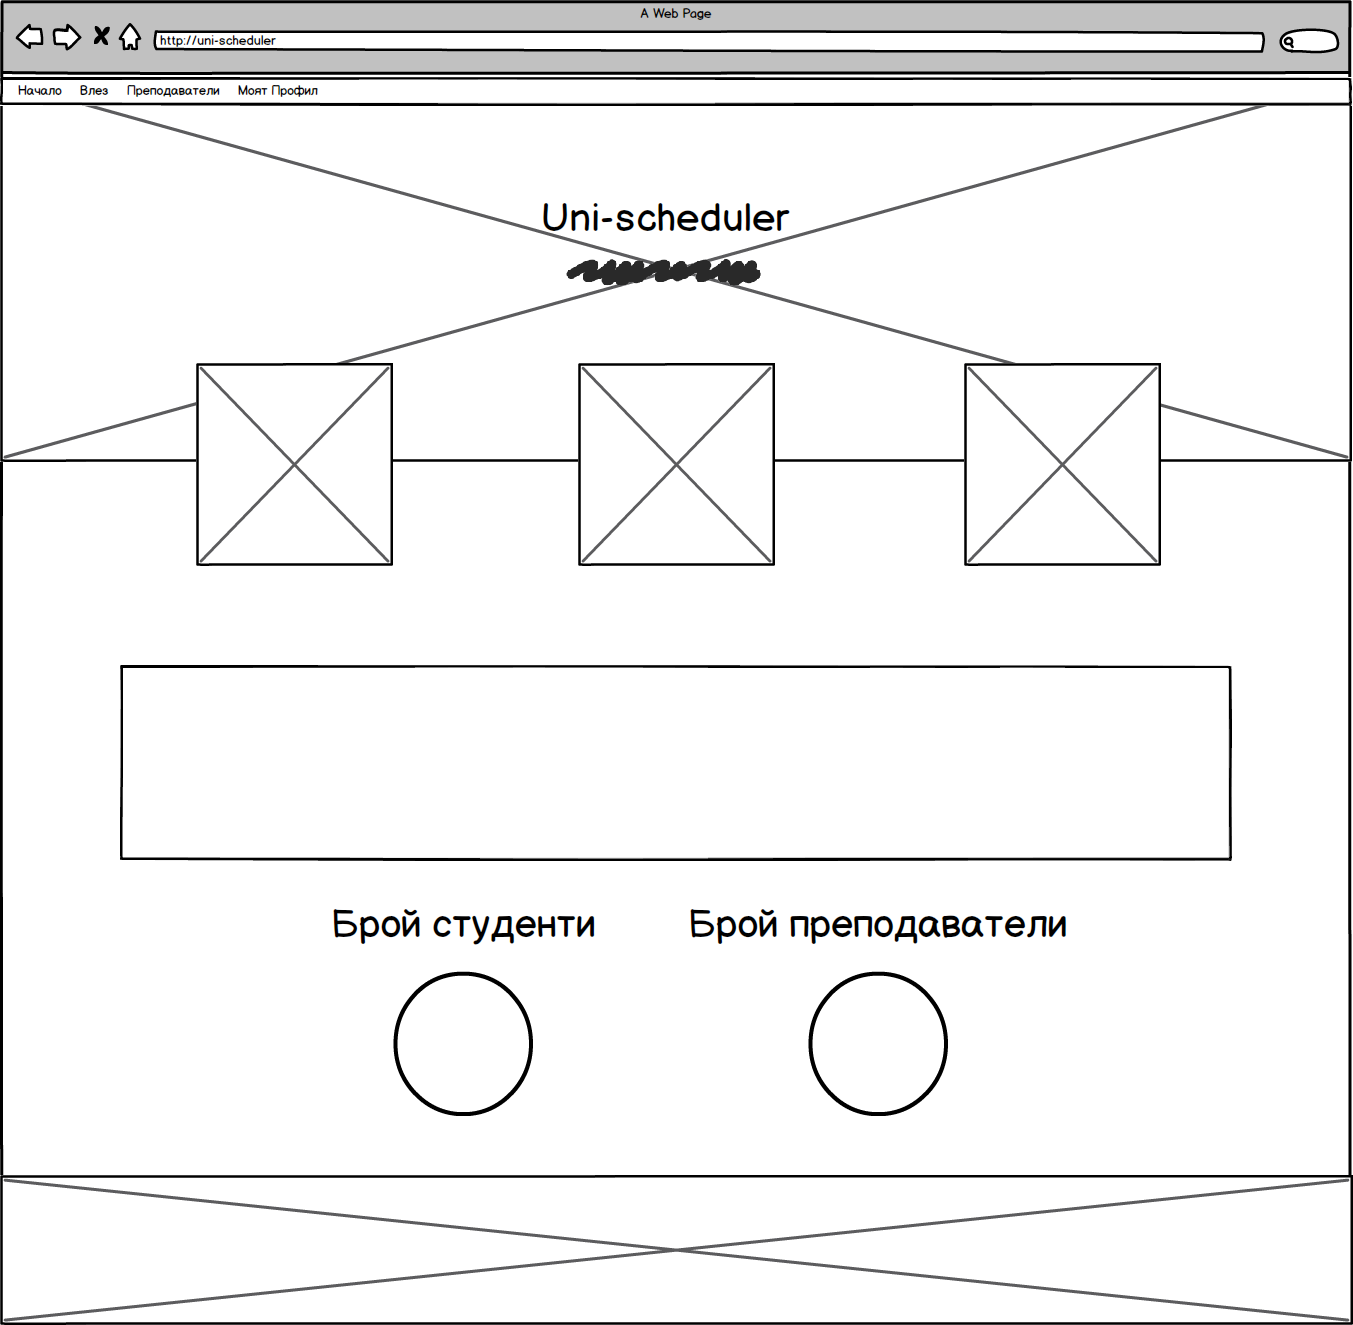 A Web Page
http://uni-scheduler
Начало Влез Преподаватели Моят Профил
Uni-scheduler
Брой студенти Брой преподаватели